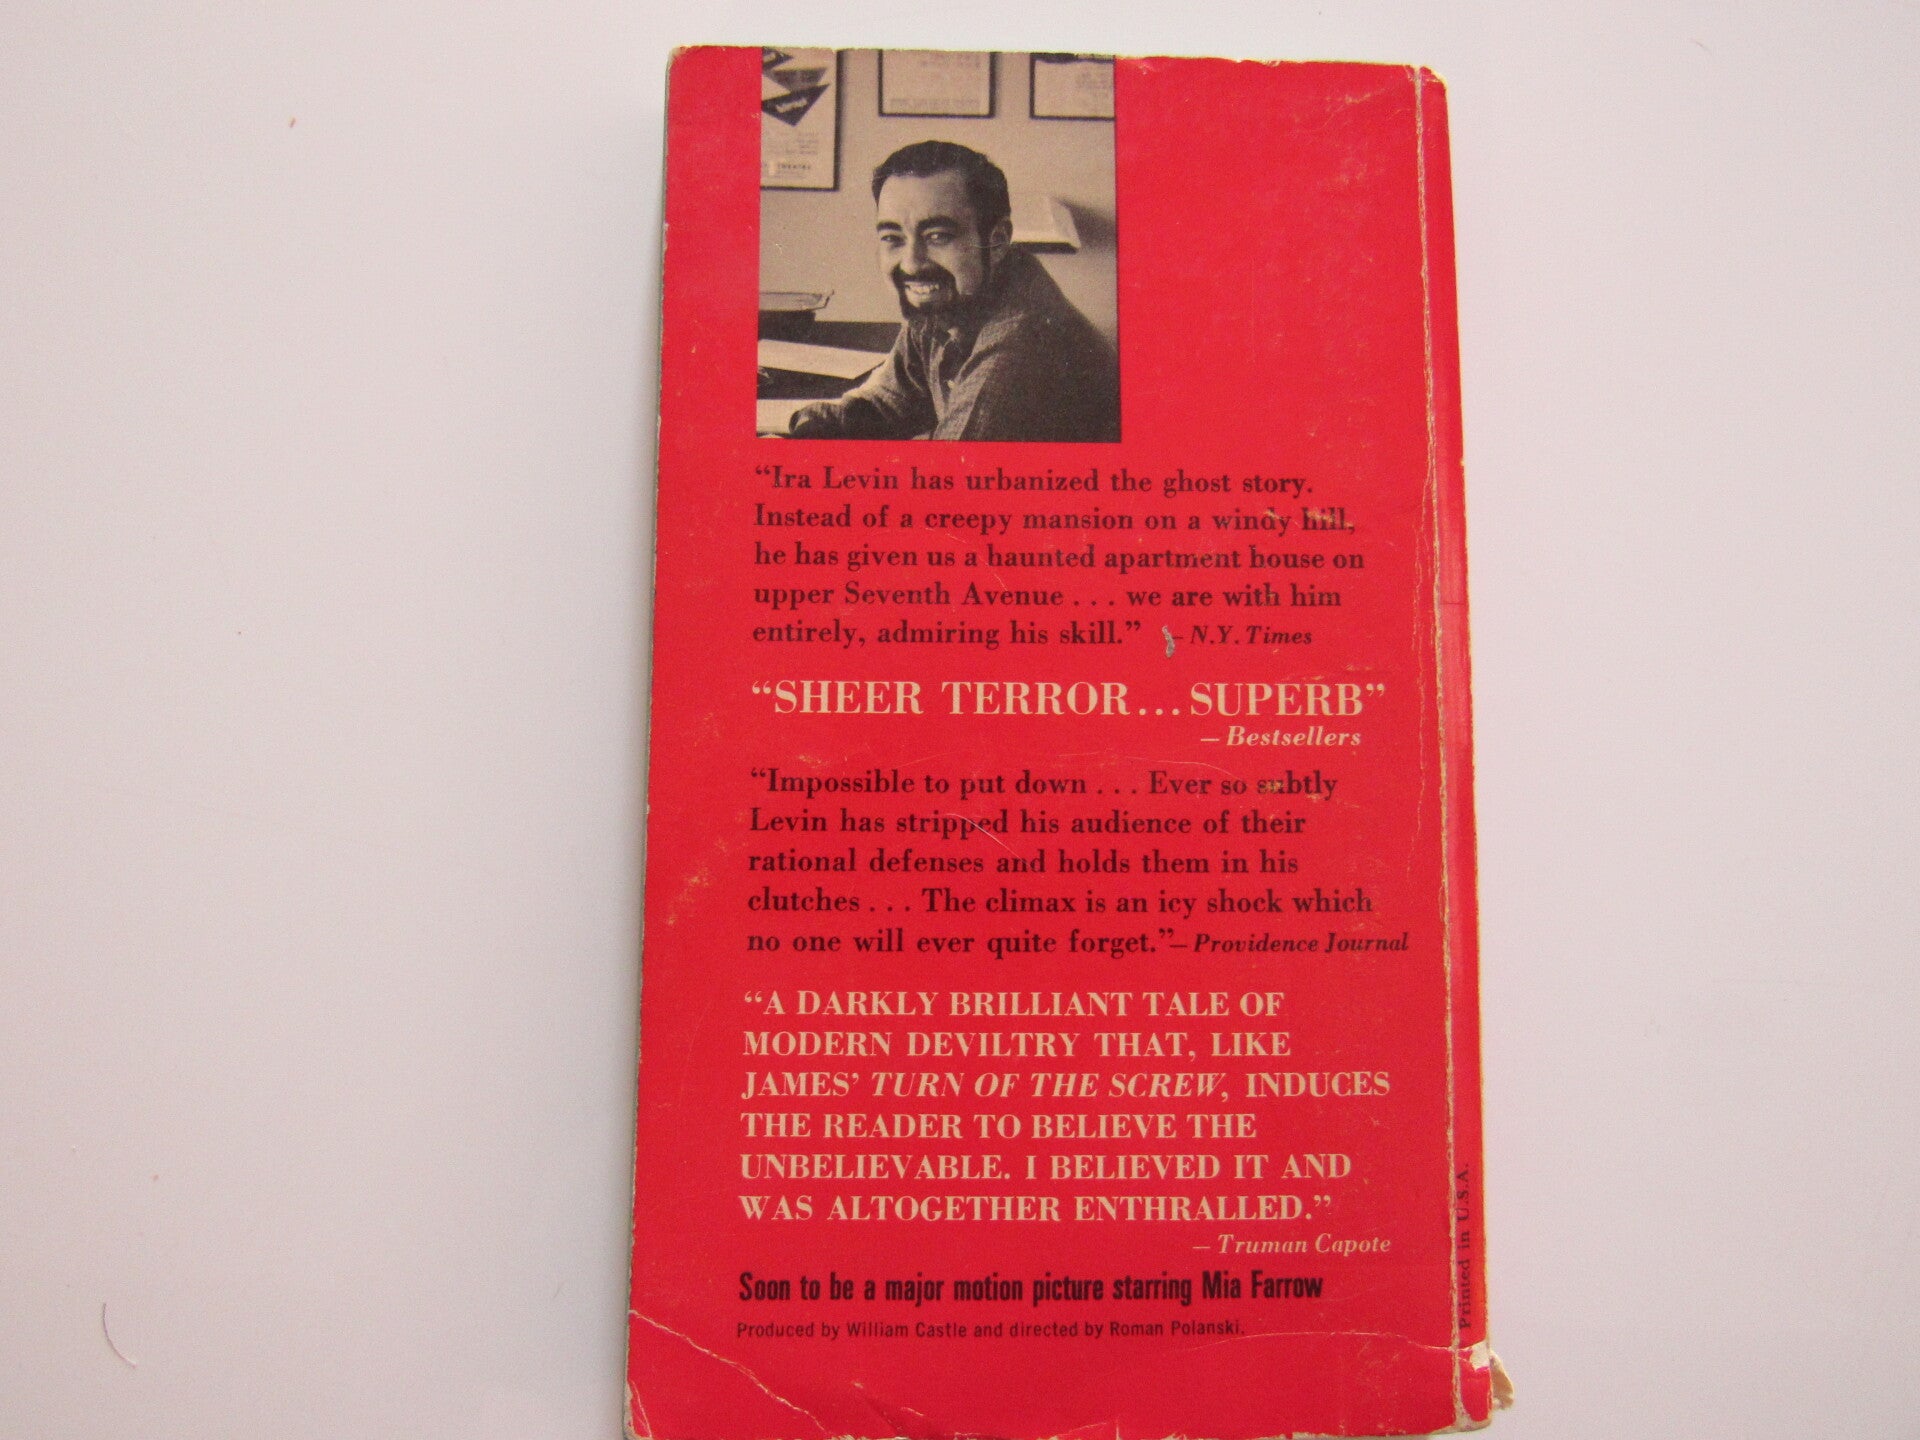 “Ira Levin has urbanized the ghost story.
Instead of a creepy mansion on a windy hill,
he has given us a haunted apartment house on
upper Seventh Avenue . . . we are with him
entirely, admiring his skill.” – N.Y. Times
“SHEER TERROR... SUPERB”
– Bestsellers
“Impossible to put down . . . Ever so subtly
Levin has stripped his audience of their
rational defenses and holds them in his
clutches . . . The climax is an icy shock which
no one will ever quite forget.”– Providence Journal
“A DARKLY BRILLIANT TALE OF
MODERN DEVILTRY THAT, LIKE
JAMES’ TURN OF THE SCREW, INDUCES
THE READER TO BELIEVE THE
UNBELIEVABLE. I BELIEVED IT AND
WAS ALTOGETHER ENTHRALLED.”
– Truman Capote
Soon to be a major motion picture starring Mia Farrow
Produced by William Castle and directed by Roman Polanski.
Printed in U.S.A.